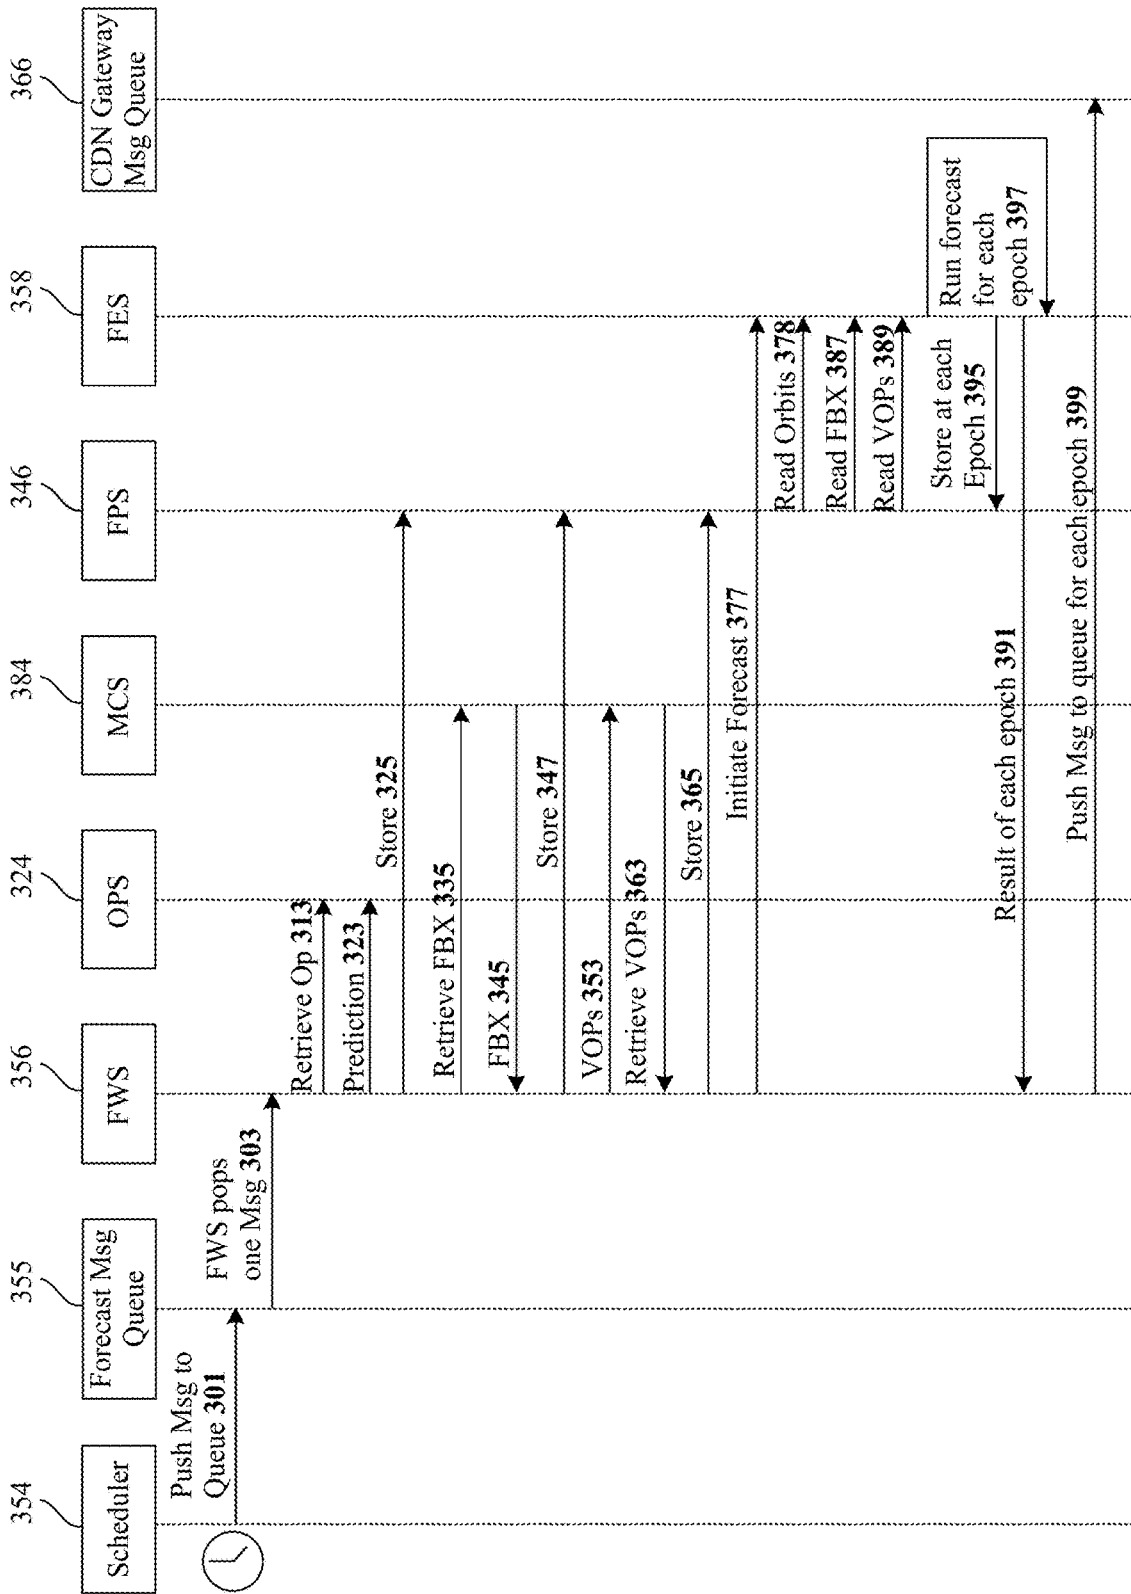 354
355
356
324
384
346
358
366
Scheduler
Forecast Msg
Queue
FWS
OPS
MCS
FPS
FES
CDN Gateway
Msg Queue
Push Msg to
Queue 301
FWS pops
one Msg 303
Retrieve Op 313
Prediction 323
Store 325
Retrieve FBX 335
FBX 345
Store 347
VOPs 353
Retrieve VOPs 363
Store 365
Initiate Forecast 377
Read Orbits 378
Read FBX 387
Read VOPs 389
Run forecast
for each
epoch 397
Store at each
Epoch 395
Result of each epoch 391
Push Msg to queue for each epoch 399